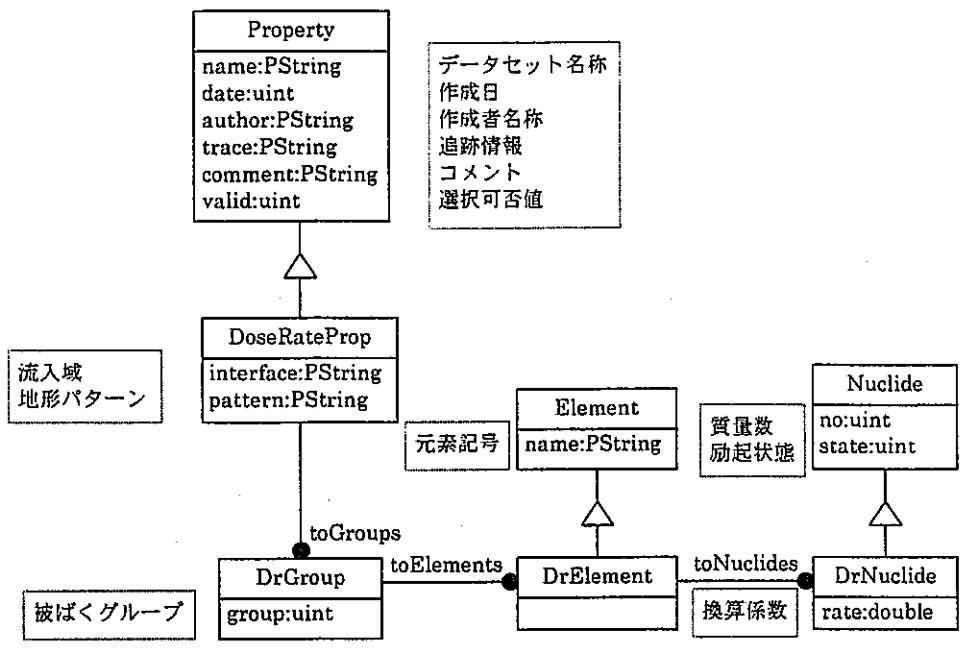 Property
name:PString
date:uint
author:PString
trace:PString
comment:PString
valid:uint
データセット名称
作成日
作成者名称
追跡情報
コメント
選択可否値
DoseRateProp
interface:PString
pattern:PString
流入域
地形パターン
Element
name:PString
元素記号
Nuclide
no:uint
state:uint
質量数
励起状態
toGroups
DrGroup
group:uint
被ばくグループ
toElements
DrElement
toNuclides
換算係数
DrNuclide
rate:double